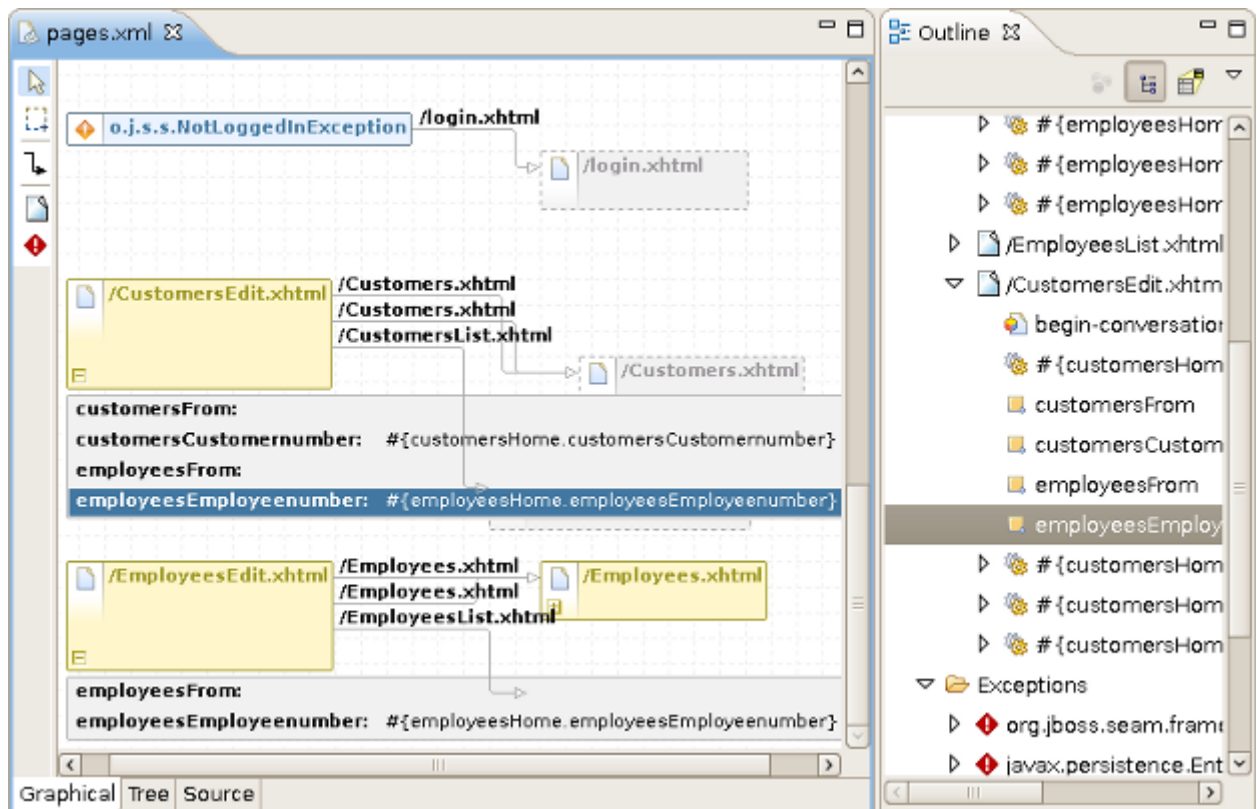 pages.xml
o.j.s.s.NotLoggedInException
/login.xhtml
/login.xhtml
/CustomersEdit.xhtml
/Customers.xhtml
/Customers.xhtml
/CustomersList.xhtml
/Customers.xhtml
customersFrom:
customersCustomernumber: #{customersHome.customersCustomernumber}
employeesFrom:
employeesEmployeenumber: #{employeesHome.employeesEmployeenumber}
/EmployeesEdit.xhtml
/Employees.xhtml
/Employees.xhtml
/EmployeesList.xhtml
/Employees.xhtml
employeesFrom:
employeesEmployeenumber: #{employeesHome.employeesEmployeenumber}
Graphical Tree Source
Outline
#{employeesHom
#{employeesHom
#{employeesHom
/EmployeesList.xhtml
/CustomersEdit.xhtm
begin-conversation
#{customersHome
customersFrom
customersCustom
employeesFrom
employeesEmploy
#{customersHom
#{customersHom
#{customersHom
Exceptions
org.jboss.seam.frame
javax.persistence.Ent